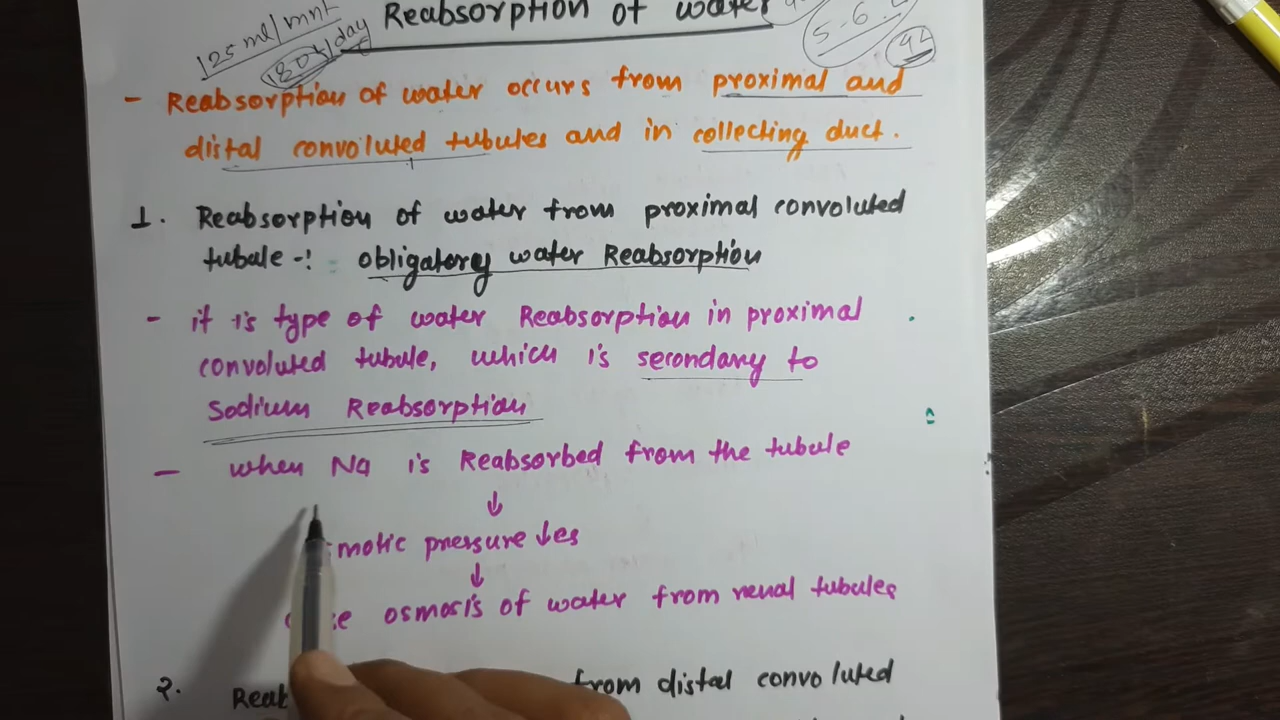 Reabsorption of water
125 ml/mnt
180 L/day
5.6.
- Reabsorption of water occurs from proximal and
distal convoluted tubules and in collecting duct.
1. Reabsorption of water from proximal convoluted
tubule -: obligatory water Reabsorption
- it is type of water Reabsorption in proximal
convoluted tubule, which is secondary to
Sodium Reabsorption
- when Na is Reabsorbed from the tubule
↓
motic pressure ↓es
↓
osmosis of water from renal tubules
2. Reab from distal convoluted